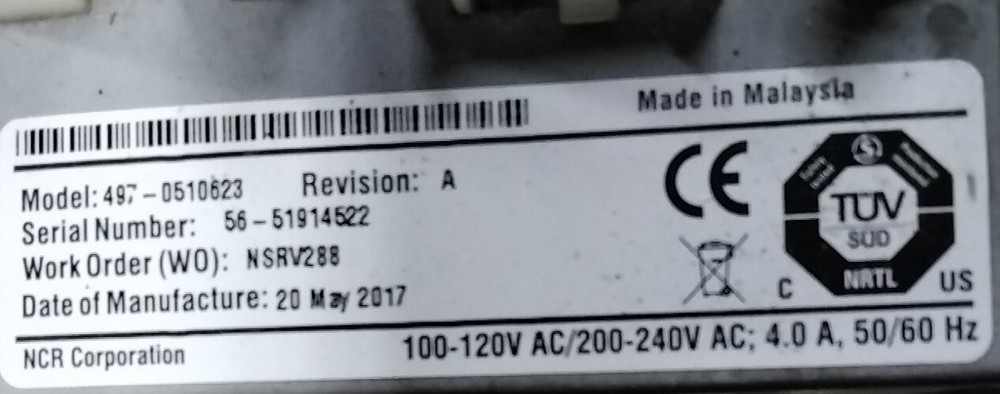 Made in Malaysia
Model: 497-0510623 Revision: A
Serial Number: 56-51914522
Work Order (WO): NSRV288
Date of Manufacture: 20 May 2017
CE
TÜV
SÜD
NRTL
C US
NCR Corporation
100-120V AC/200-240V AC; 4.0 A, 50/60 Hz